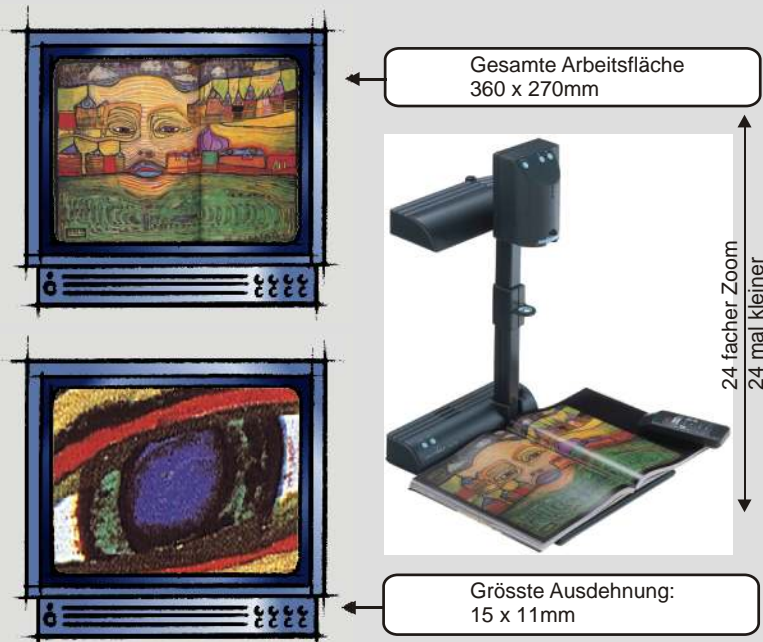 Gesamte Arbeitsfläche
360 x 270mm
24 facher Zoom
24 mal kleiner
Grösste Ausdehnung:
15 x 11mm